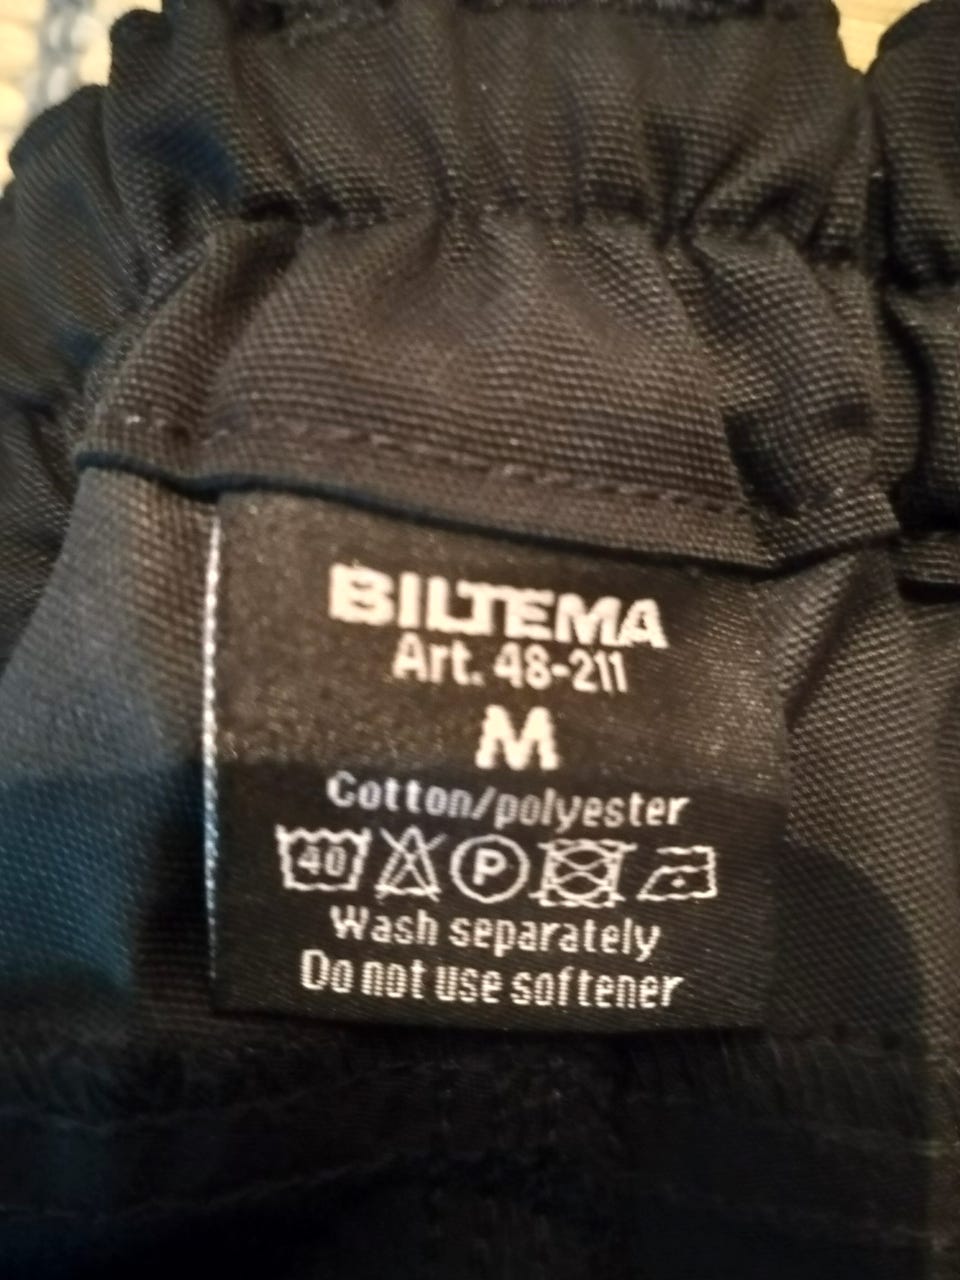 BILTEMA
Art. 48-211
M
Cotton/polyester
40 P
Wash separately
Do not use softener